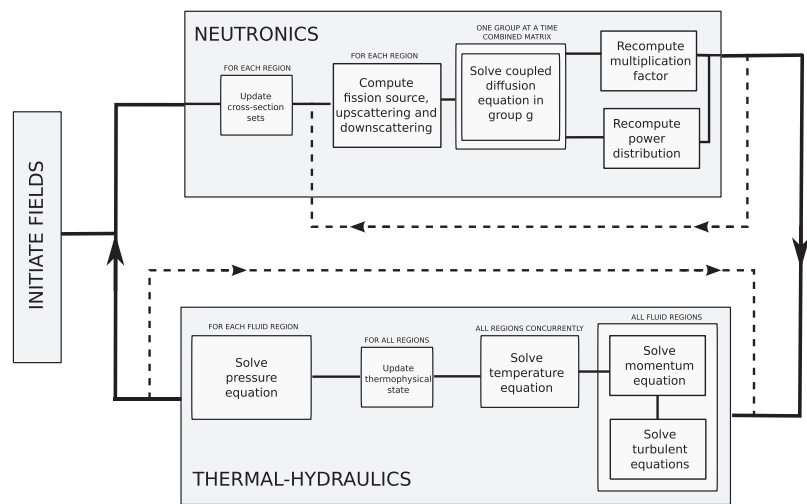 INITIATE FIELDS
NEUTRONICS
FOR EACH REGION
Update
cross-section
sets
FOR EACH REGION
Compute
fission source,
upscattering and
downscattering
ONE GROUP AT A TIME
COMBINED MATRIX
Solve coupled
diffusion
equation in
group g
Recompute
multiplication
factor
Recompute
power
distribution
FOR EACH FLUID REGION
Solve
pressure
equation
FOR ALL REGIONS
Update
thermophysical
state
ALL REGIONS CONCURRENTLY
Solve
temperature
equation
ALL FLUID REGIONS
Solve
momentum
equation
Solve
turbulent
equations
THERMAL-HYDRAULICS